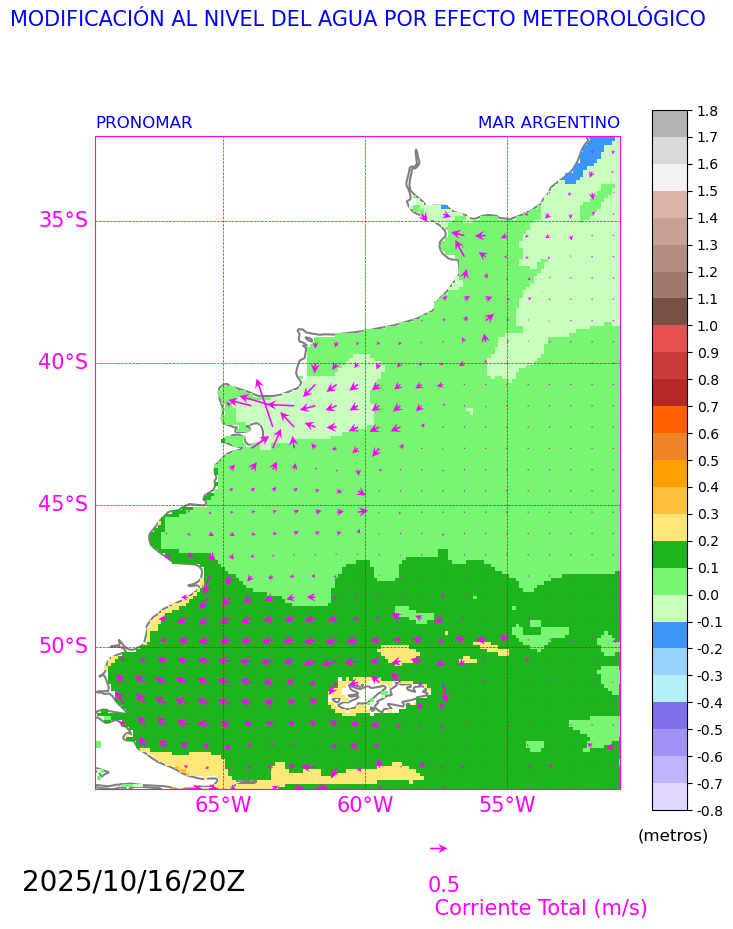 MODIFICACIÓN AL NIVEL DEL AGUA POR EFECTO METEOROLÓGICO
PRONOMAR MAR ARGENTINO
35°S
40°S
45°S
50°S
65°W 60°W 55°W
1.8
1.7
1.6
1.5
1.4
1.3
1.2
1.1
1.0
0.9
0.8
0.7
0.6
0.5
0.4
0.3
0.2
0.1
0.0
-0.1
-0.2
-0.3
-0.4
-0.5
-0.6
-0.7
-0.8
(metros)
2025/10/16/20Z
0.5
Corriente Total (m/s)